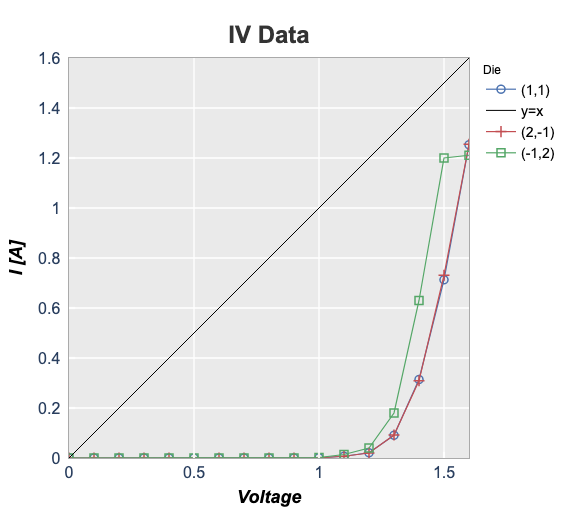 IV Data
Die
(1,1)
y=x
(2,-1)
(-1,2)
1.6
1.4
1.2
1
0.8
0.6
0.4
0.2
0
I [A]
0 0.5 1 1.5
Voltage